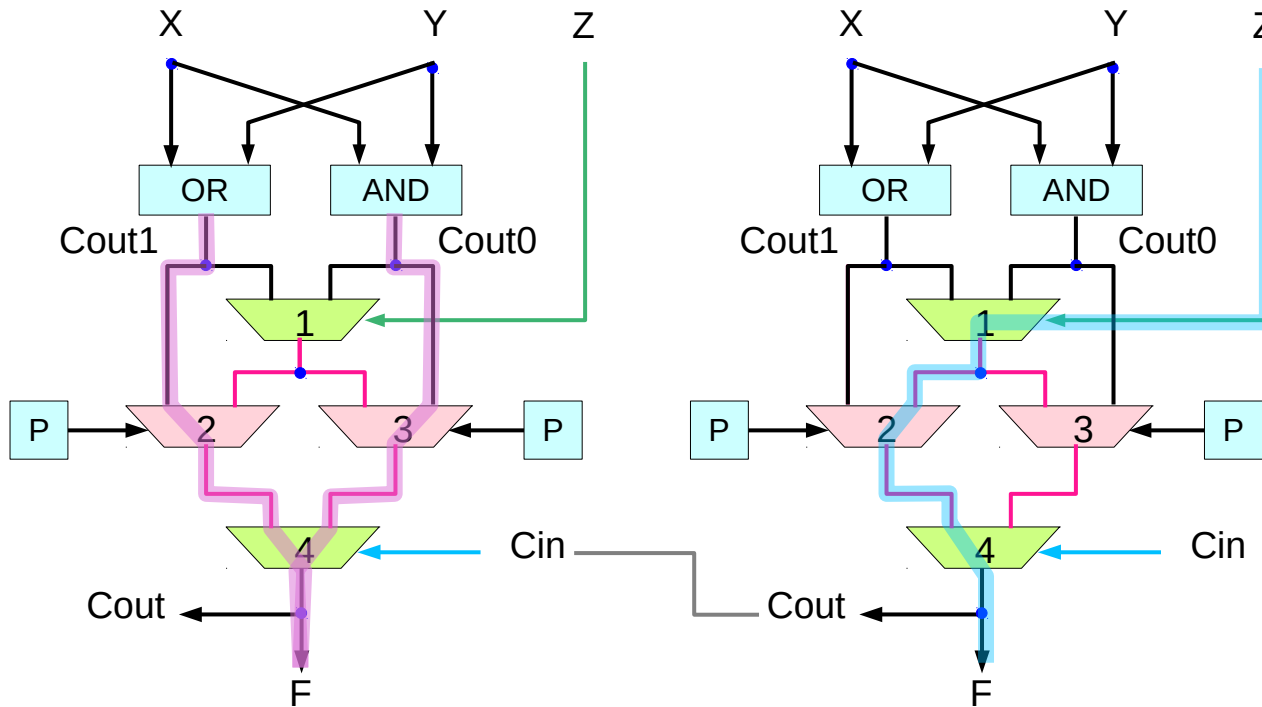 X Y Z X Y Z
OR AND OR AND
Cout1 Cout0 Cout1 Cout0
1 1
P 2 3 P P 2 3 P
4 Cin 4 Cin
Cout Cout
F F